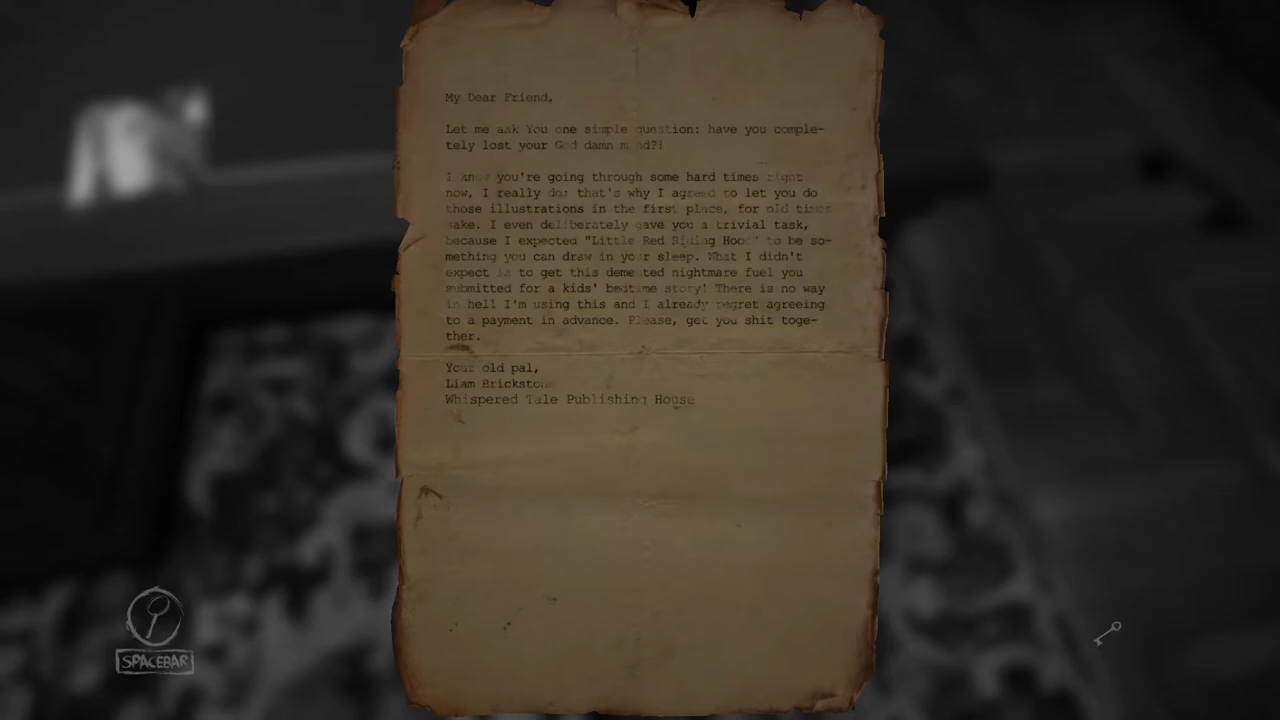 My Dear Friend,
Let me ask You one simple question: have you comple-
tely lost your God damn mind?!
I know you're going through some hard times right
now, I really do; that's why I agreed to let you do
those illustrations in the first place, for old times
sake. I even deliberately gave you a trivial task,
because I expected "Little Red Riding Hood" to be so-
mething you can draw in your sleep. What I didn't
expect is to get this demented nightmare fuel you
submitted for a kids' bedtime story! There is no way
in hell I'm using this and I already regret agreeing
to a payment in advance. Please, get you shit toge-
ther.
Your old pal,
Liam Brickstone
Whispered Tale Publishing House
SPACEBAR